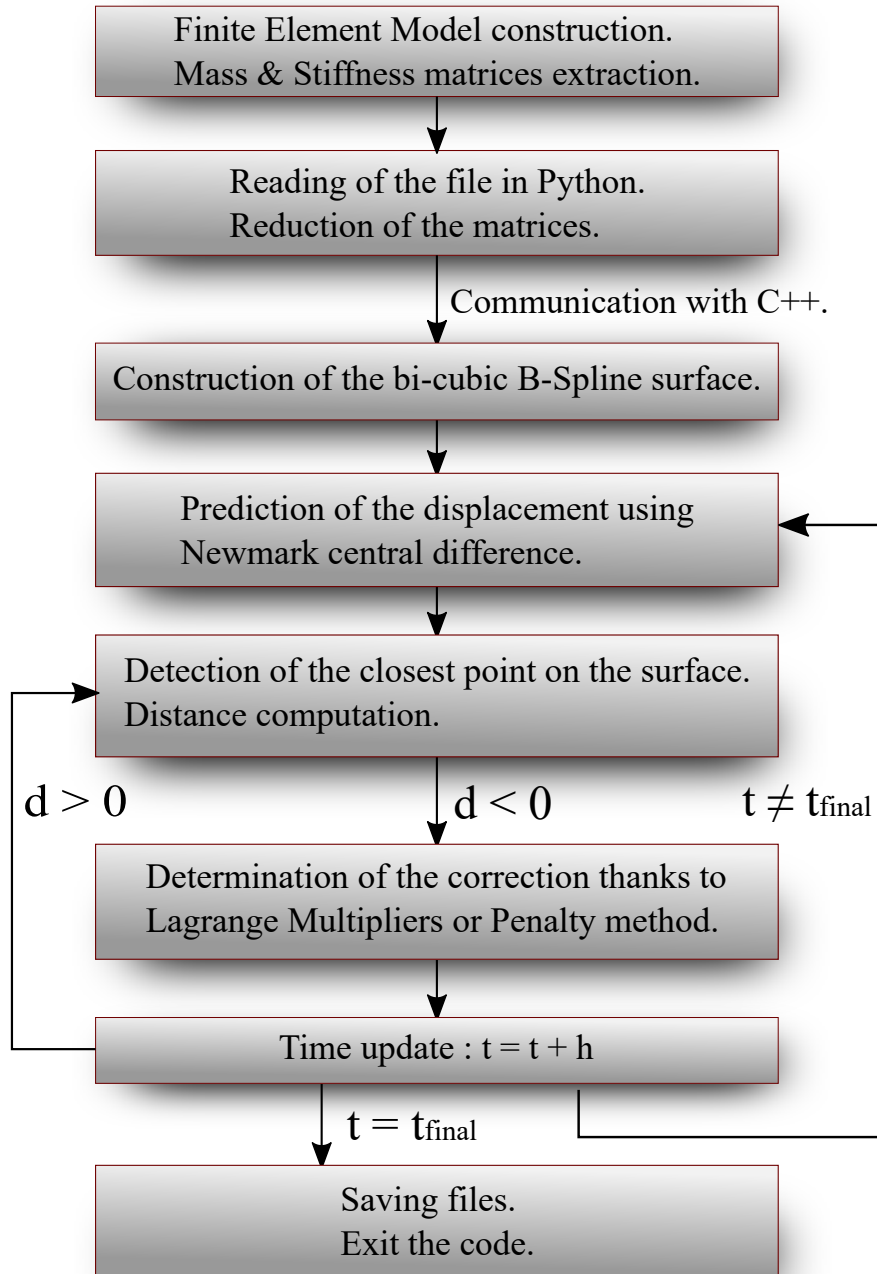 Finite Element Model construction.
Mass & Stiffness matrices extraction.
Reading of the file in Python.
Reduction of the matrices.
Communication with C++.
Construction of the bi-cubic B-Spline surface.
Prediction of the displacement using
Newmark central difference.
Detection of the closest point on the surface.
Distance computation.
d > 0
d < 0
t ≠ tfinal
Determination of the correction thanks to
Lagrange Multipliers or Penalty method.
Time update : t = t + h
t = tfinal
Saving files.
Exit the code.